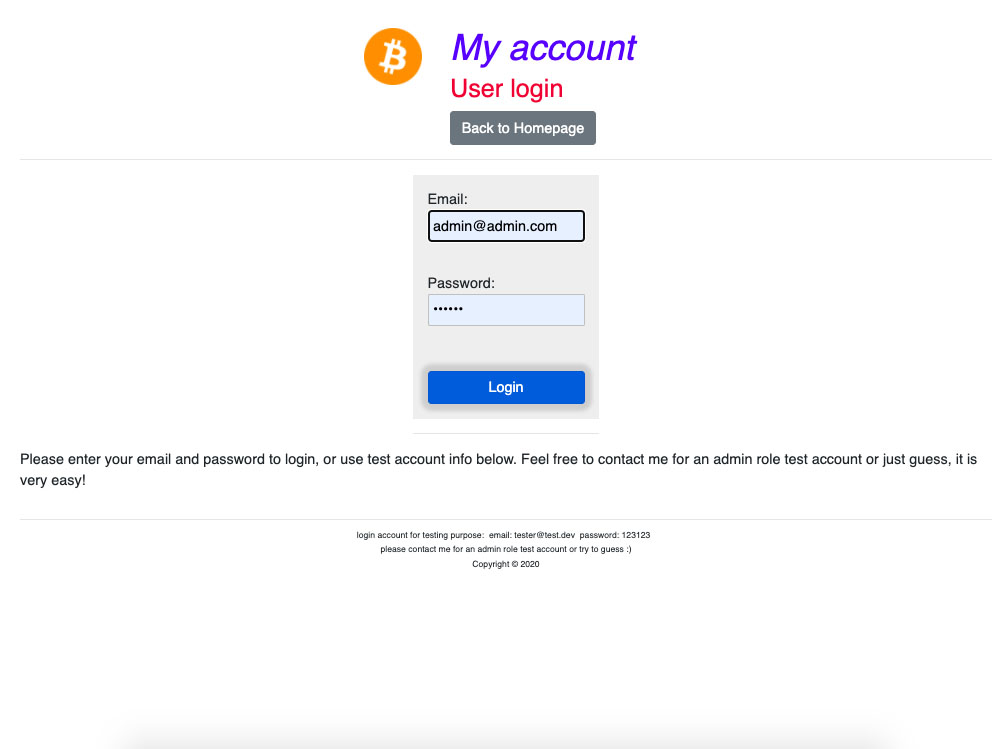 My account
User login
Back to Homepage
Email:
admin@admin.com
Password:
••••••
Login
Please enter your email and password to login, or use test account info below. Feel free to contact me for an admin role test account or just guess, it is
very easy!
login account for testing purpose: email: tester@test.dev password: 123123
please contact me for an admin role test account or try to guess :)
Copyright © 2020